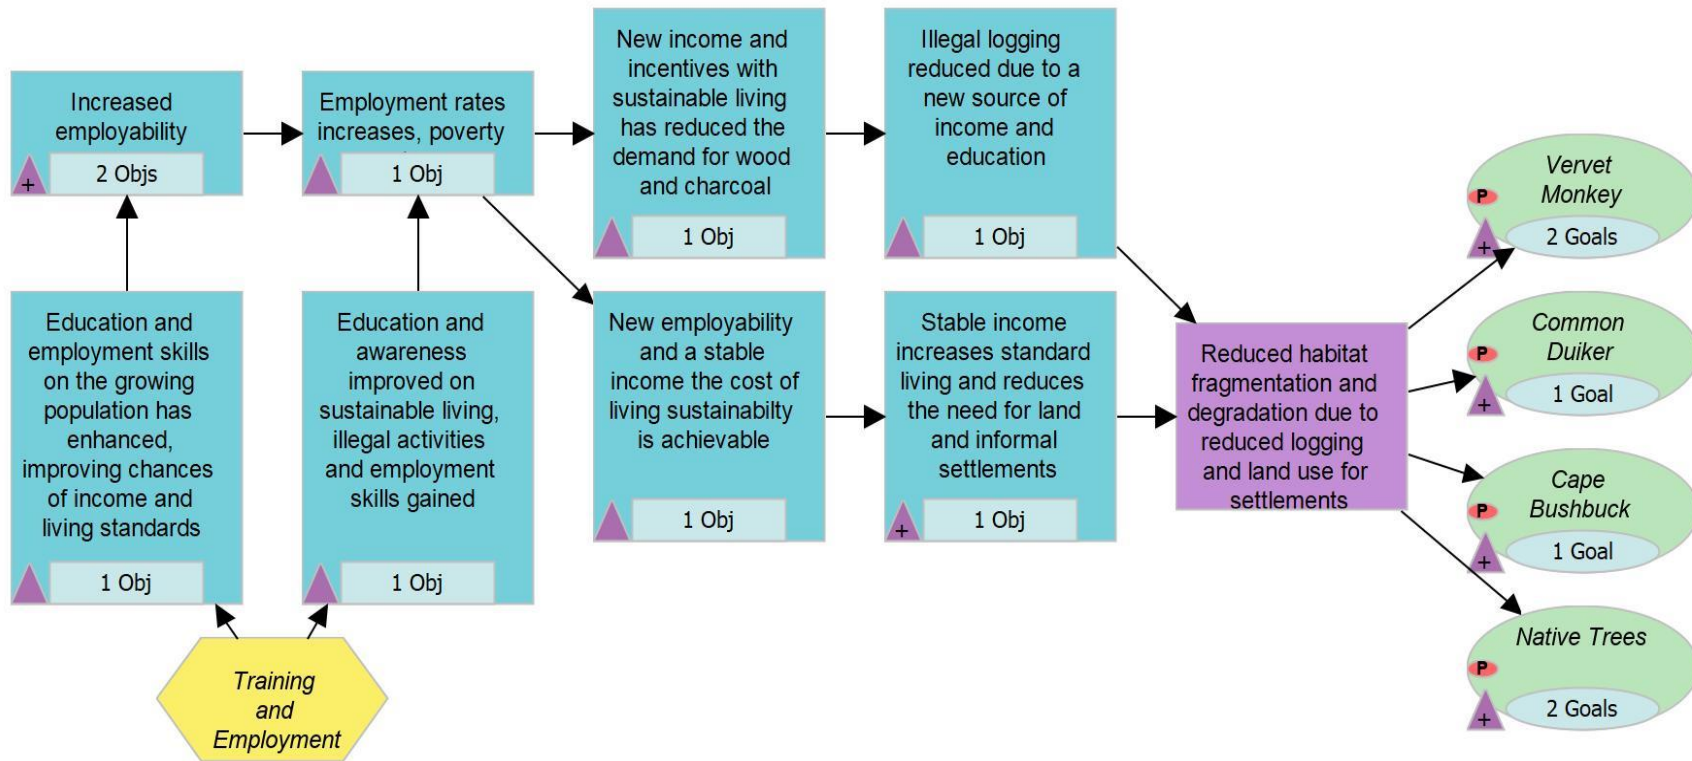 Increased
employability
+
2 Objs
Employment rates
increases, poverty
1 Obj
New income and
incentives with
sustainable living
has reduced the
demand for wood
and charcoal
1 Obj
Illegal logging
reduced due to a
new source of
income and
education
1 Obj
Education and
employment skills
on the growing
population has
enhanced,
improving chances
of income and
living standards
1 Obj
Education and
awareness
improved on
sustainable living,
illegal activities
and employment
skills gained
1 Obj
New employability
and a stable
income the cost of
living sustainabilty
is achievable
1 Obj
Stable income
increases standard
living and reduces
the need for land
and informal
settlements
+
1 Obj
Reduced habitat
fragmentation and
degradation due to
reduced logging
and land use for
settlements
Vervet
Monkey
P
+
2 Goals
Common
Duiker
P
+
1 Goal
Cape
Bushbuck
P
+
1 Goal
Native Trees
P
+
2 Goals
Training
and
Employment